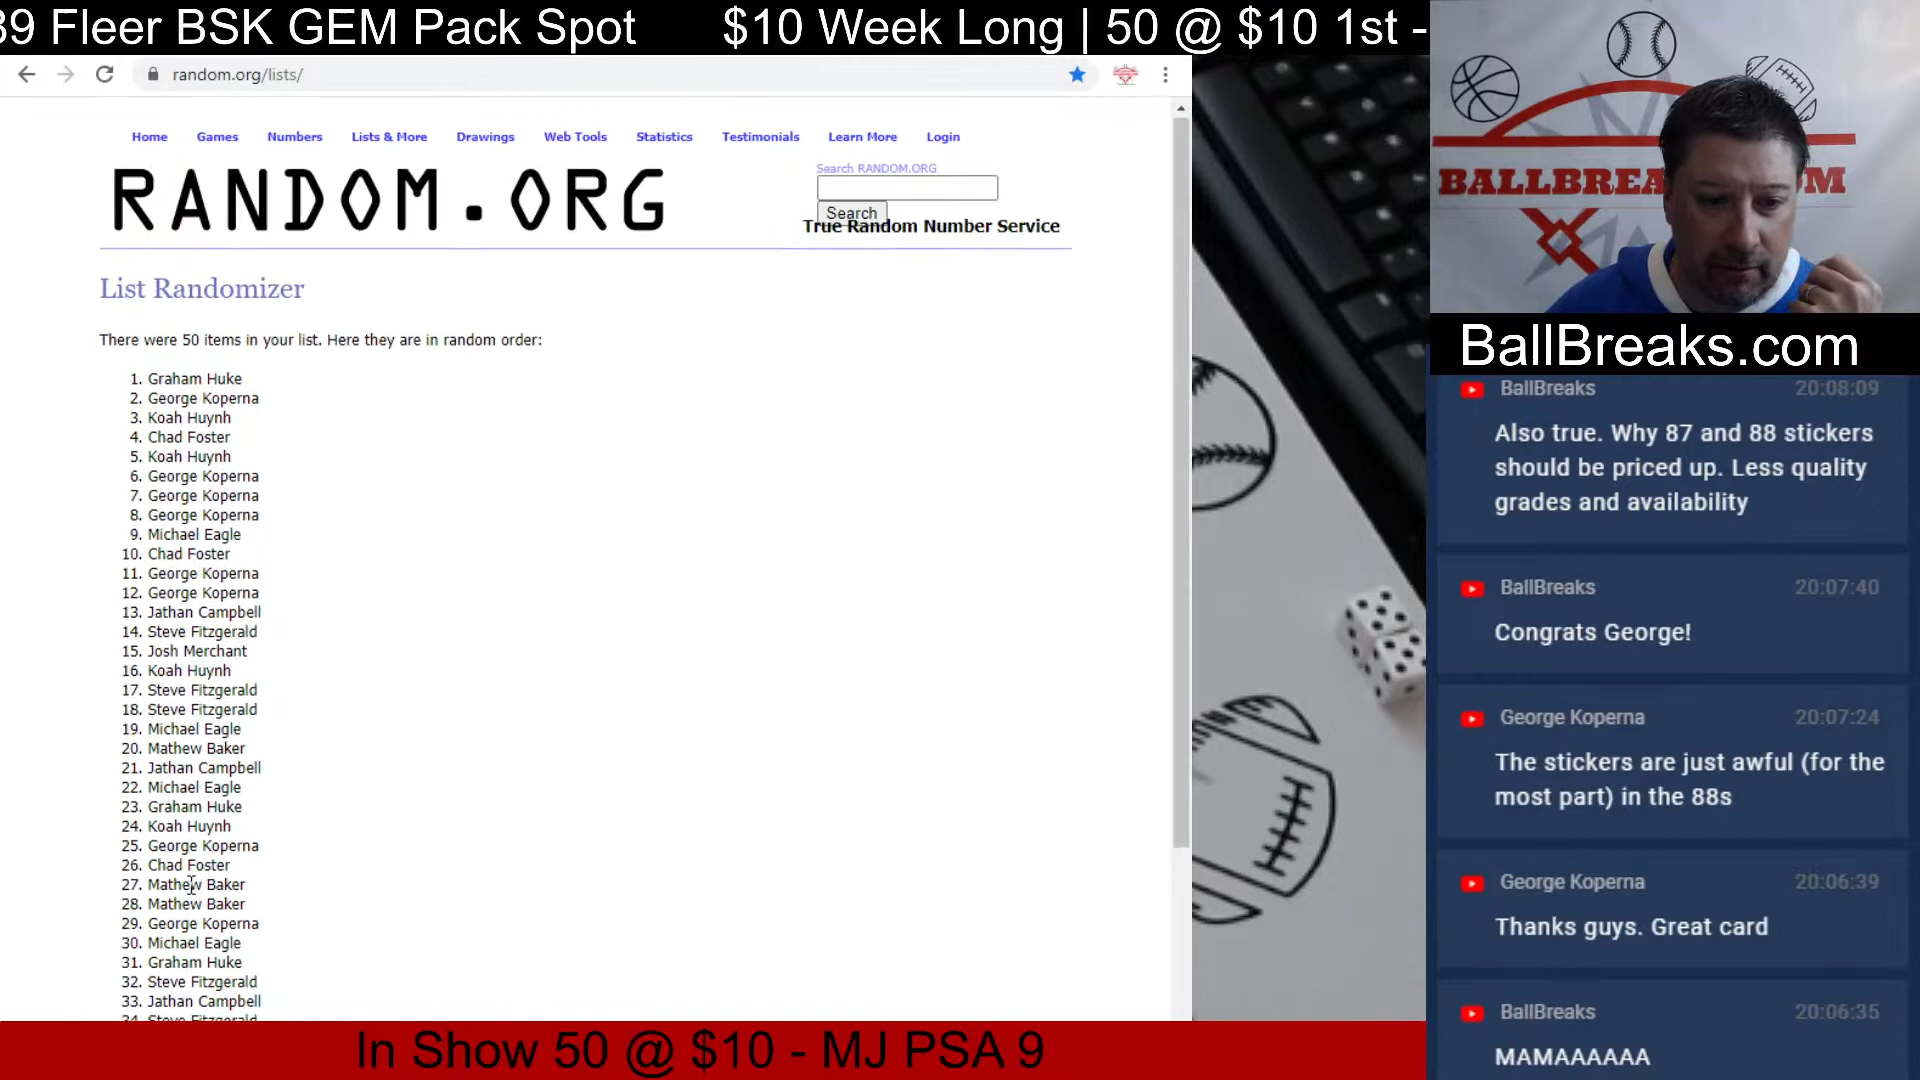 39 Fleer BSK GEM Pack Spot $10 Week Long | 50 @ $10 1st -
random.org/lists/
Home Games Numbers Lists & More Drawings Web Tools Statistics Testimonials Learn More Login
RANDOM.ORG
Search RANDOM.ORG
Search
True Random Number Service
List Randomizer
There were 50 items in your list. Here they are in random order:
1. Graham Huke
2. George Koperna
3. Koah Huynh
4. Chad Foster
5. Koah Huynh
6. George Koperna
7. George Koperna
8. George Koperna
9. Michael Eagle
10. Chad Foster
11. George Koperna
12. George Koperna
13. Jathan Campbell
14. Steve Fitzgerald
15. Josh Merchant
16. Koah Huynh
17. Steve Fitzgerald
18. Steve Fitzgerald
19. Michael Eagle
20. Mathew Baker
21. Jathan Campbell
22. Michael Eagle
23. Graham Huke
24. Koah Huynh
25. George Koperna
26. Chad Foster
27. Mathew Baker
28. Mathew Baker
29. George Koperna
30. Michael Eagle
31. Graham Huke
32. Steve Fitzgerald
33. Jathan Campbell
34. Steve Fitzgerald
In Show 50 @ $10 - MJ PSA 9
BALLBREA OM
BallBreaks.com
BallBreaks 20:08:09
Also true. Why 87 and 88 stickers
should be priced up. Less quality
grades and availability
BallBreaks 20:07:40
Congrats George!
George Koperna 20:07:24
The stickers are just awful (for the
most part) in the 88s
George Koperna 20:06:39
Thanks guys. Great card
BallBreaks 20:06:35
MAMAAAAAA